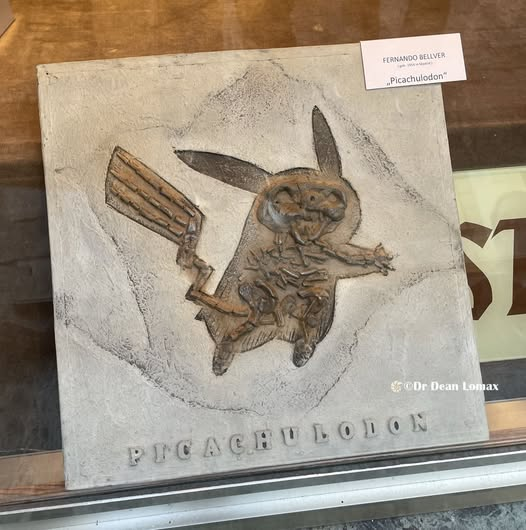 FERNANDO BELLVER
„Picachulodon“
©Dr Dean Lomax
PICACHULODON